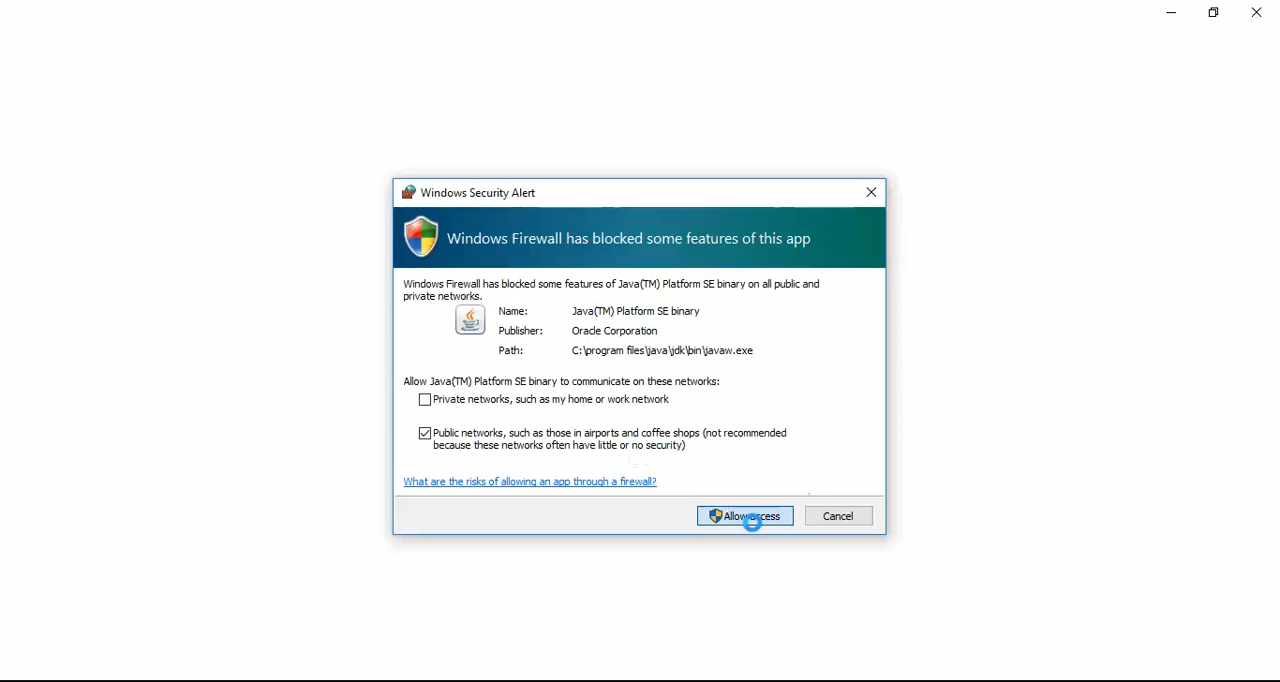 Windows Security Alert
Windows Firewall has blocked some features of this app
Windows Firewall has blocked some features of Java(TM) Platform SE binary on all public and
private networks.
Name: Java(TM) Platform SE binary
Publisher: Oracle Corporation
Path: C:\program files\java\jdk\bin\javaw.exe
Allow Java(TM) Platform SE binary to communicate on these networks:
Private networks, such as my home or work network
Public networks, such as those in airports and coffee shops (not recommended
because these networks often have little or no security)
What are the risks of allowing an app through a firewall?
Allow access Cancel